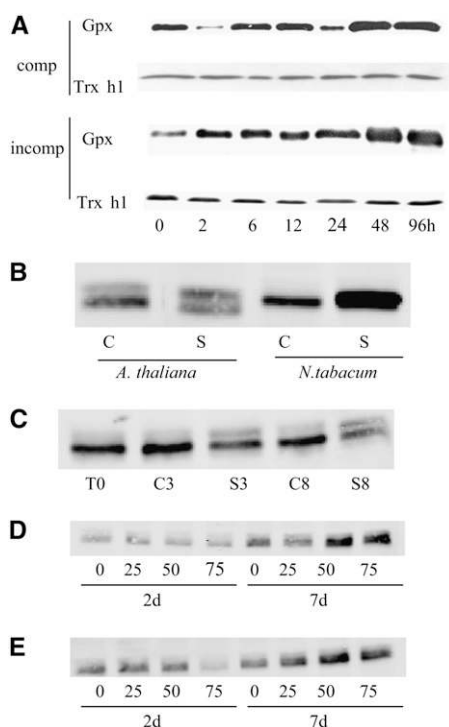 A
Gpx
comp
Trx h1
Gpx
incomp
Trx h1
0 2 6 12 24 48 96h
B
C S C S
A. thaliana N.tabacum
C
T0 C3 S3 C8 S8
D
0 25 50 75 0 25 50 75
2d 7d
E
0 25 50 75 0 25 50 75
2d 7d